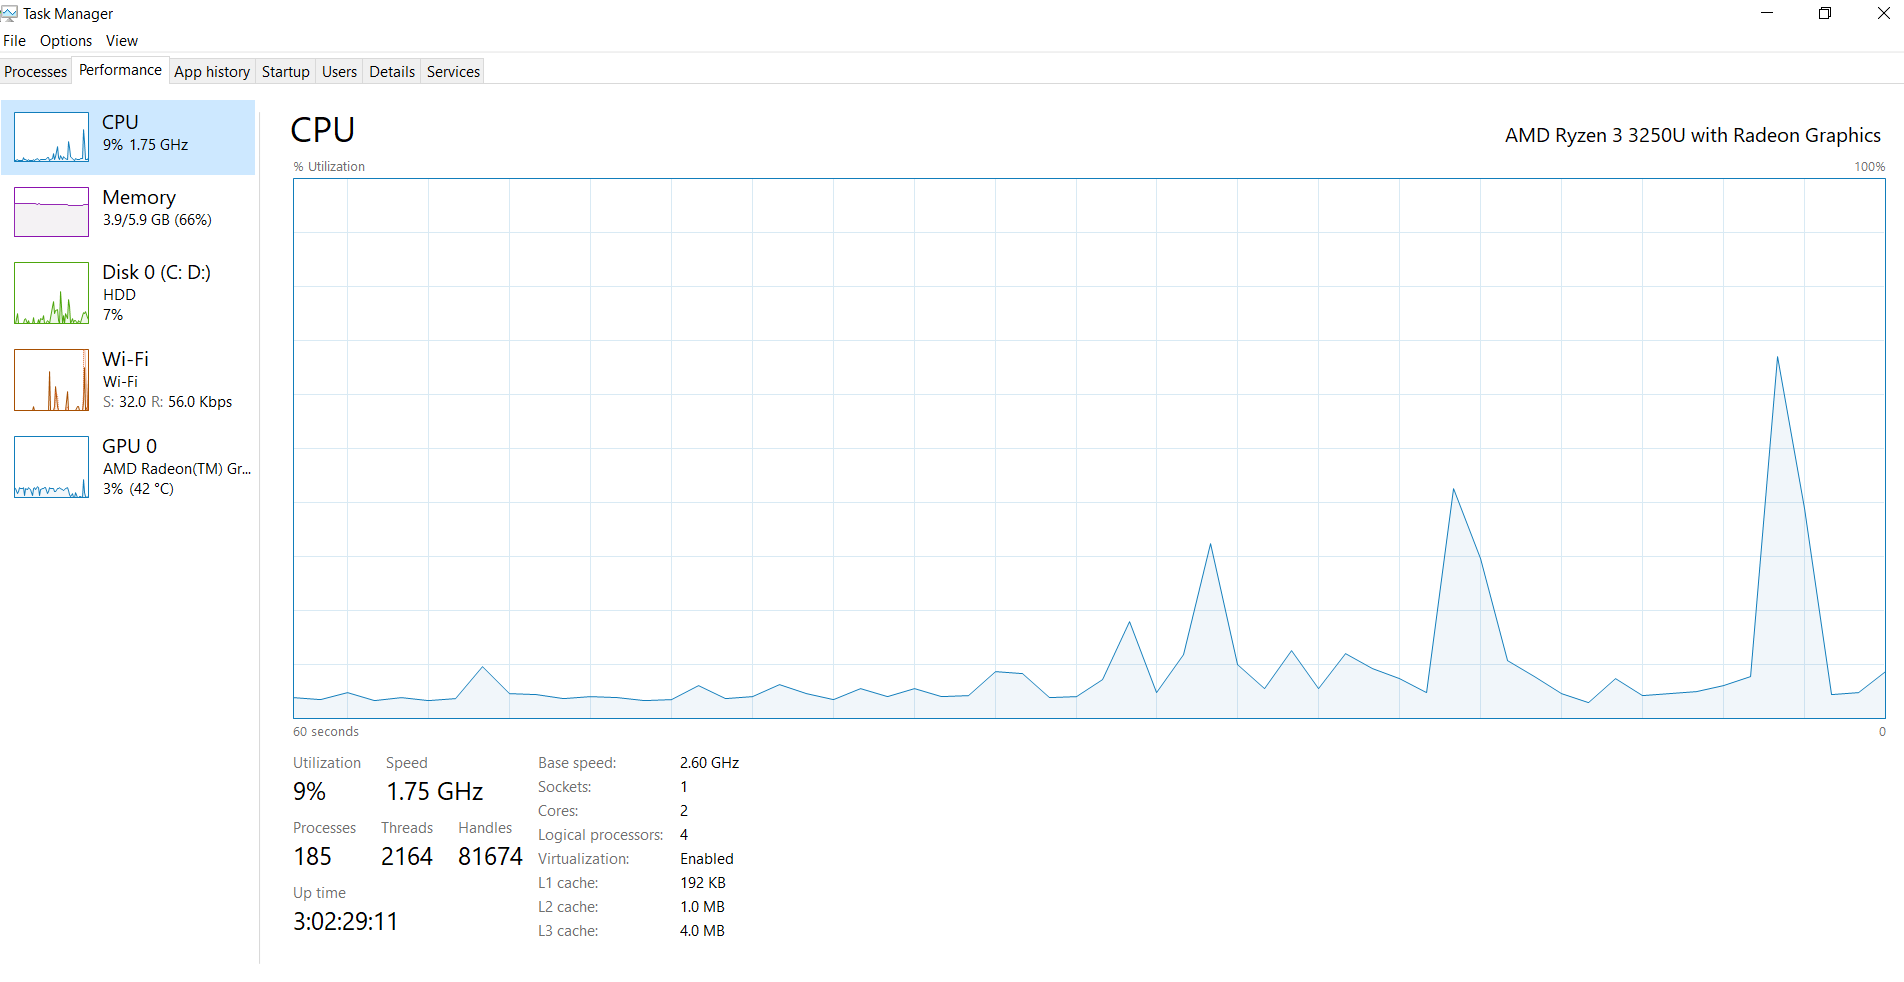 Task Manager
File Options View
Processes Performance App history Startup Users Details Services
CPU
9% 1.75 GHz
Memory
3.9/5.9 GB (66%)
Disk 0 (C: D:)
HDD
7%
Wi-Fi
Wi-Fi
S: 32.0 R: 56.0 Kbps
GPU 0
AMD Radeon(TM) Gr...
3% (42 °C)
CPU
AMD Ryzen 3 3250U with Radeon Graphics
% Utilization 100%
60 seconds 0
Utilization Speed
9% 1.75 GHz
Processes Threads Handles
185 2164 81674
Up time
3:02:29:11
Base speed: 2.60 GHz
Sockets: 1
Cores: 2
Logical processors: 4
Virtualization: Enabled
L1 cache: 192 KB
L2 cache: 1.0 MB
L3 cache: 4.0 MB